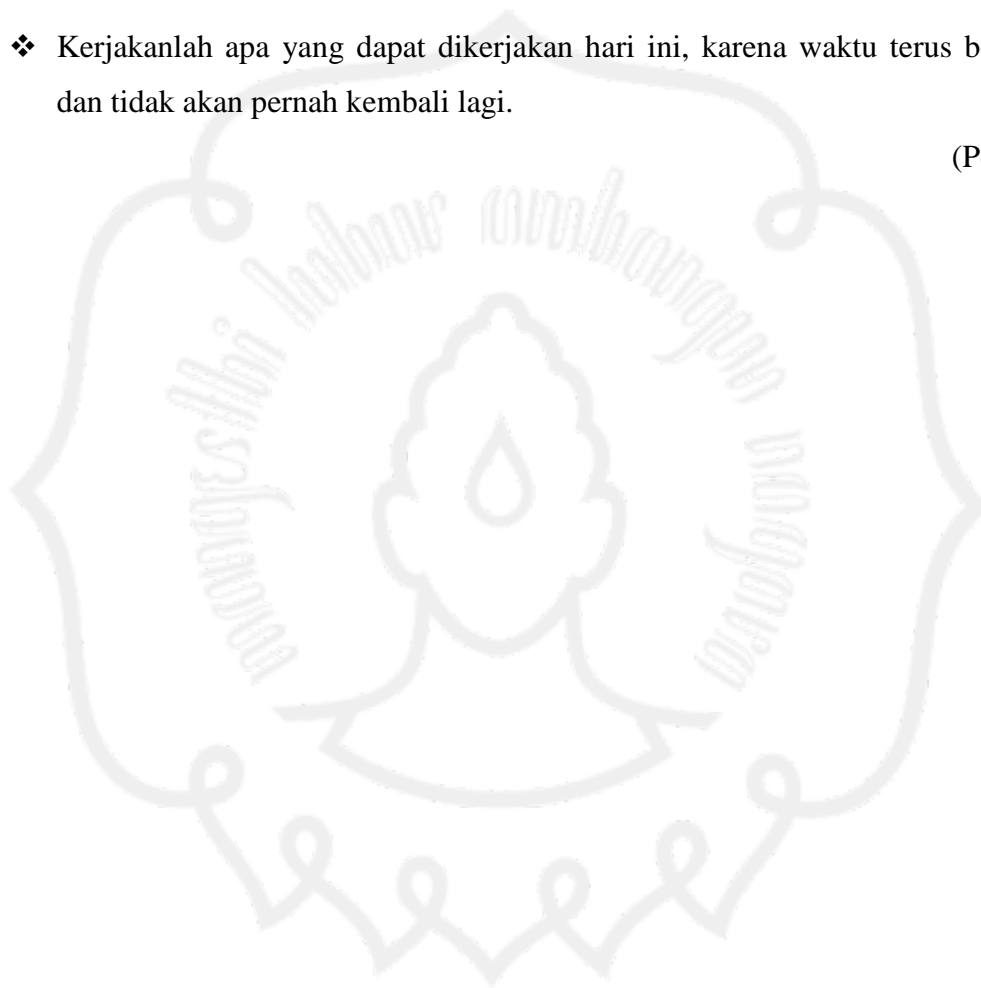 ❖ Kerjakanlah apa yang dapat dikerjakan hari ini, karena waktu terus b
dan tidak akan pernah kembali lagi.
(P